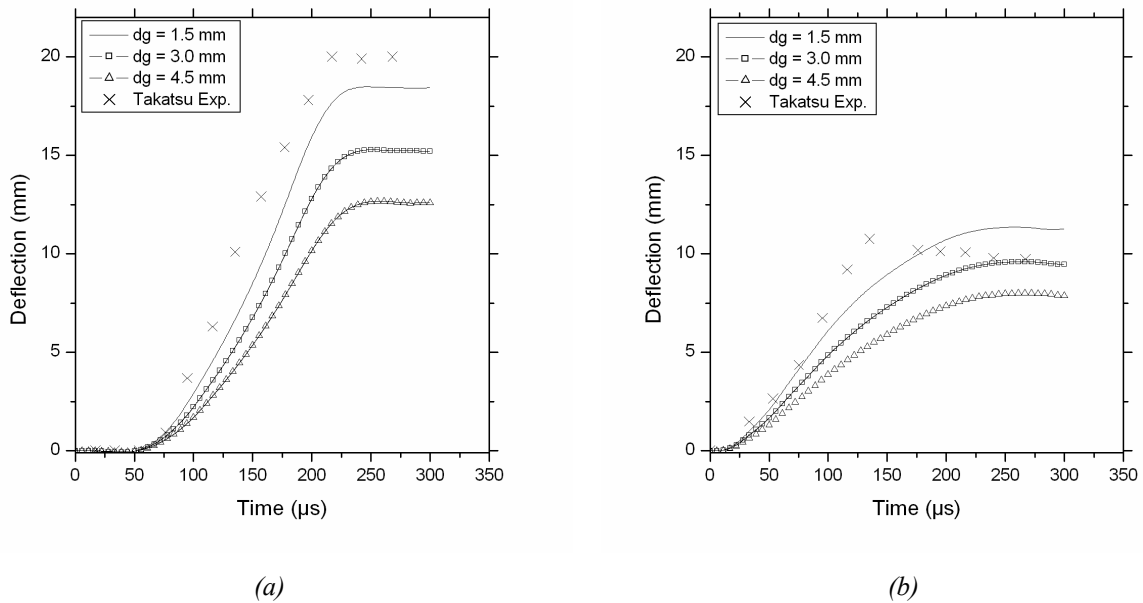 dg = 1.5 mm
dg = 3.0 mm
dg = 4.5 mm
Takatsu Exp.
20
15
10
5
0
Deflection (mm)
0 50 100 150 200 250 300 350
Time (µs)
(a)
dg = 1.5 mm
dg = 3.0 mm
dg = 4.5 mm
Takatsu Exp.
20
15
10
5
0
Deflection (mm)
0 50 100 150 200 250 300 350
Time (µs)
(b)